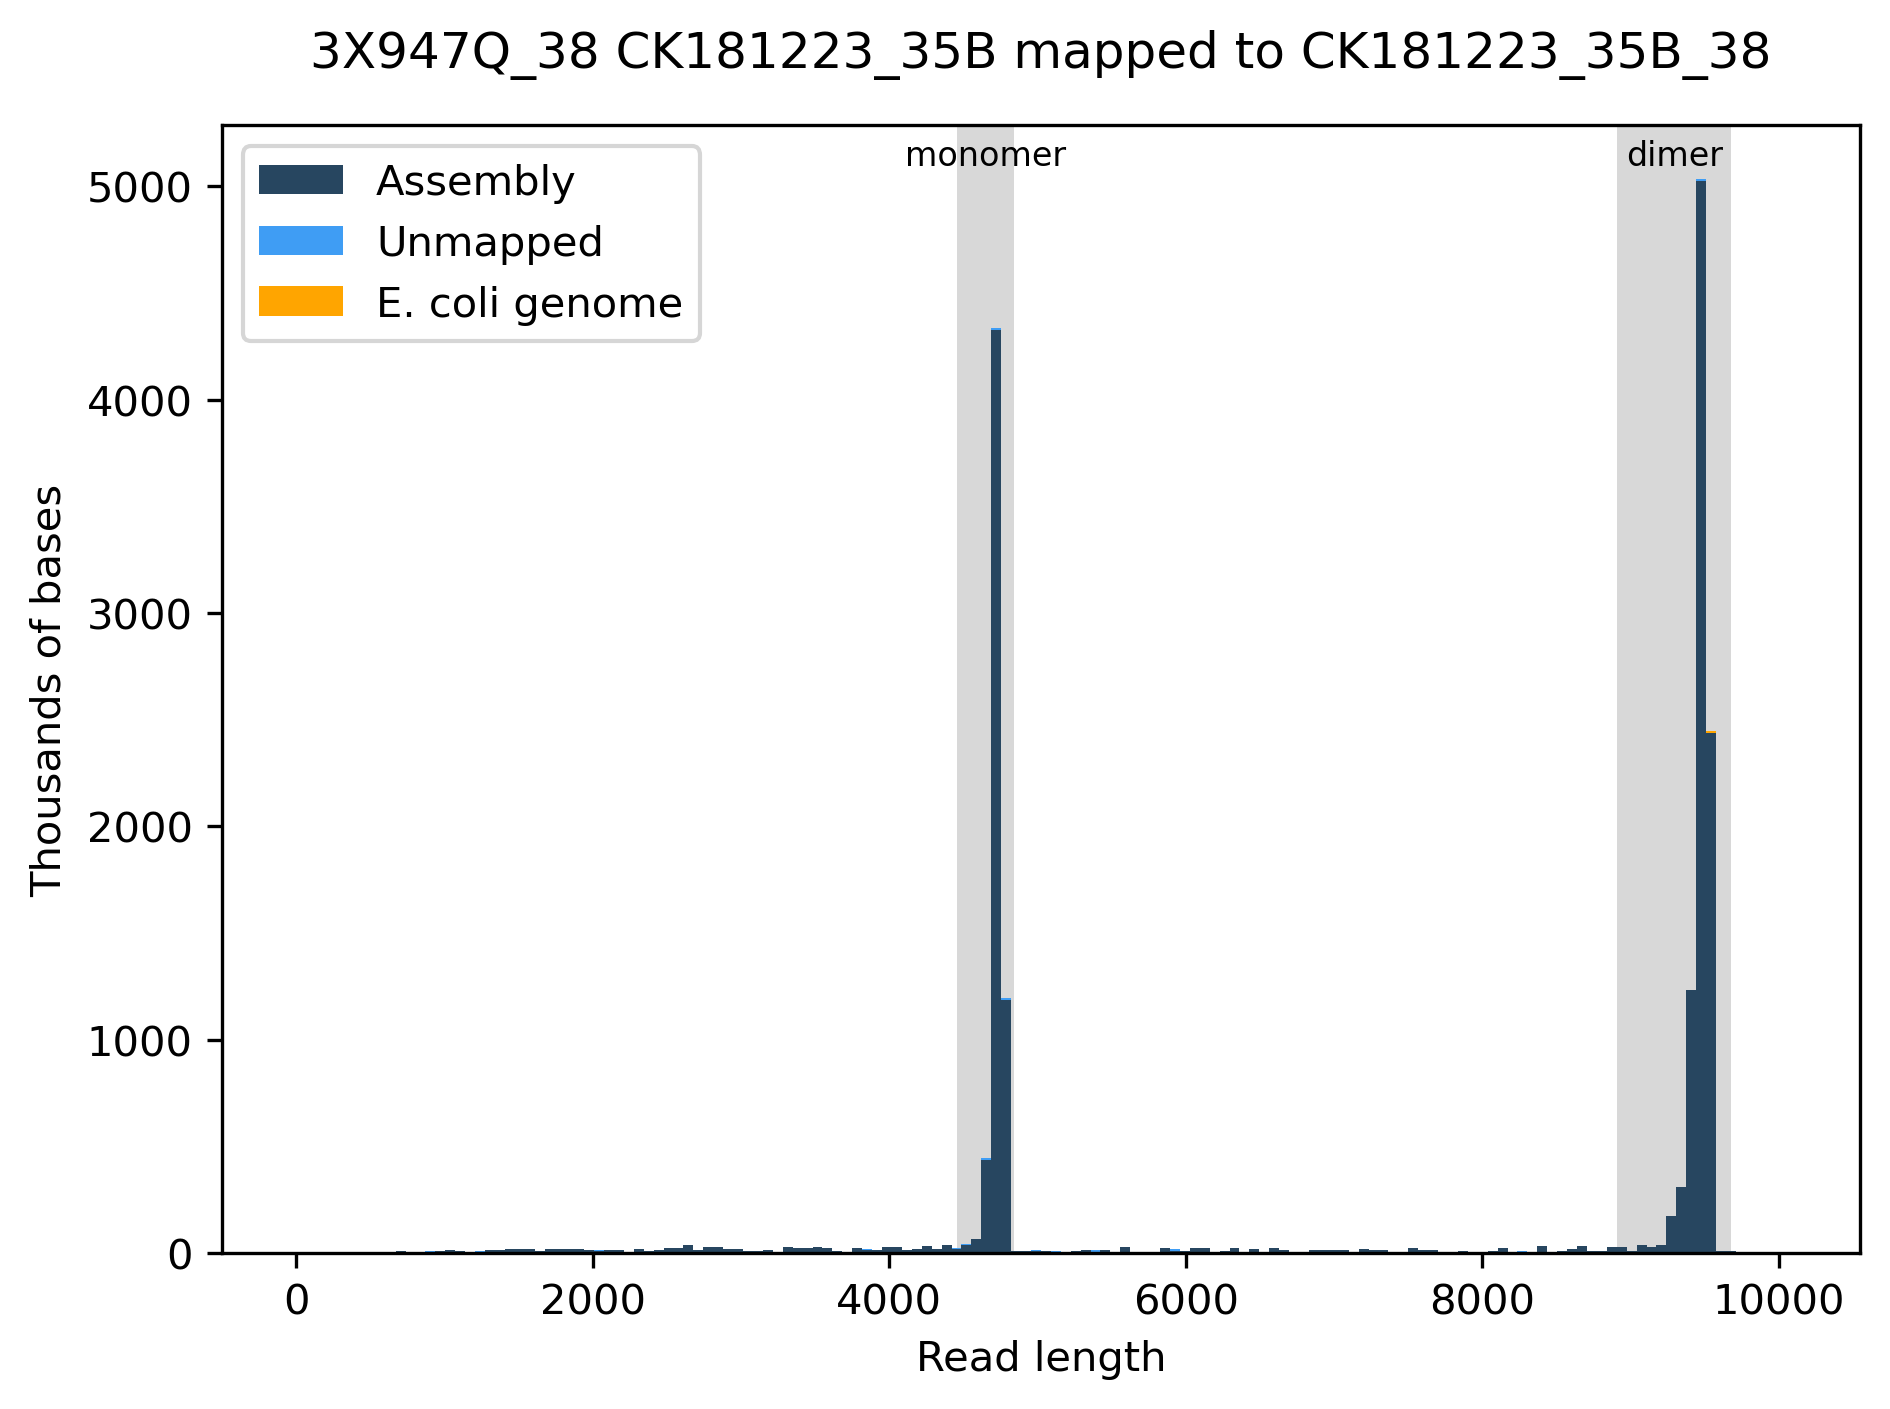 3X947Q_38 CK181223_35B mapped to CK181223_35B_38
Assembly
Unmapped
E. coli genome
monomer
dimer
Thousands of bases
5000
4000
3000
2000
1000
0
0 2000 4000 6000 8000 10000
Read length